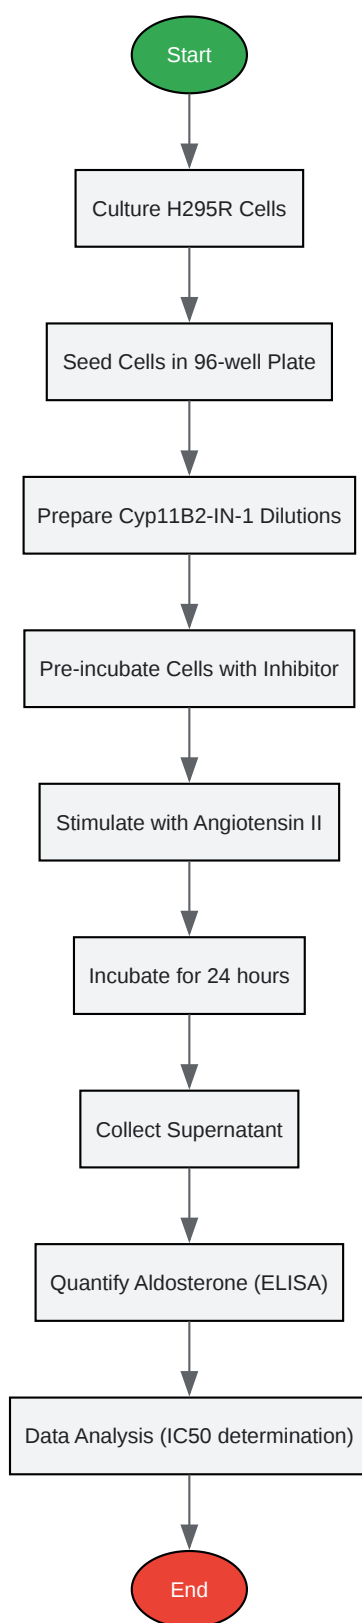 Start
Culture H295R Cells
Seed Cells in 96-well Plate
Prepare Cyp11B2-IN-1 Dilutions
Pre-incubate Cells with Inhibitor
Stimulate with Angiotensin II
Incubate for 24 hours
Collect Supernatant
Quantify Aldosterone (ELISA)
Data Analysis (IC50 determination)
End